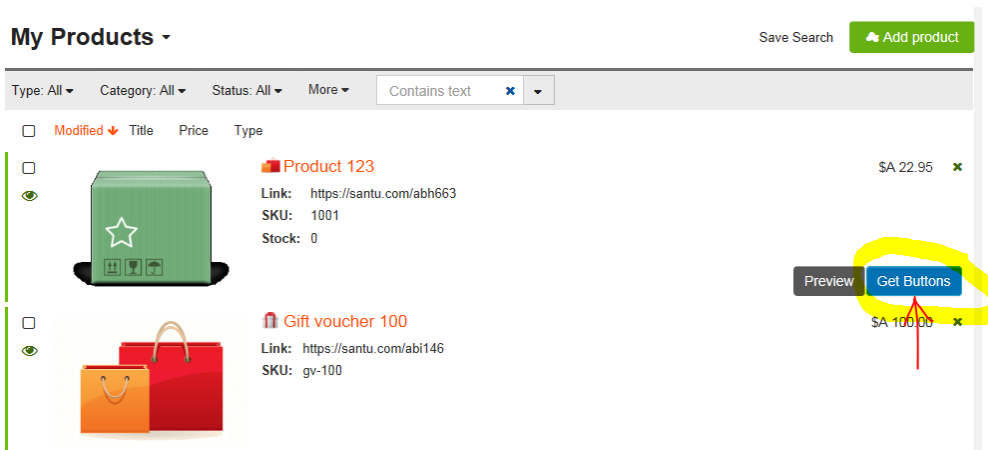 My Products
Save Search
Add product
Type: All
Category: All
Status: All
More
Contains text
Modified Title Price Type
Product 123
$A 22.95
Link: https://santu.com/abh663
SKU: 1001
Stock: 0
Preview
Get Buttons
Gift voucher 100
$A 100.00
Link: https://santu.com/abi146
SKU: gv-100